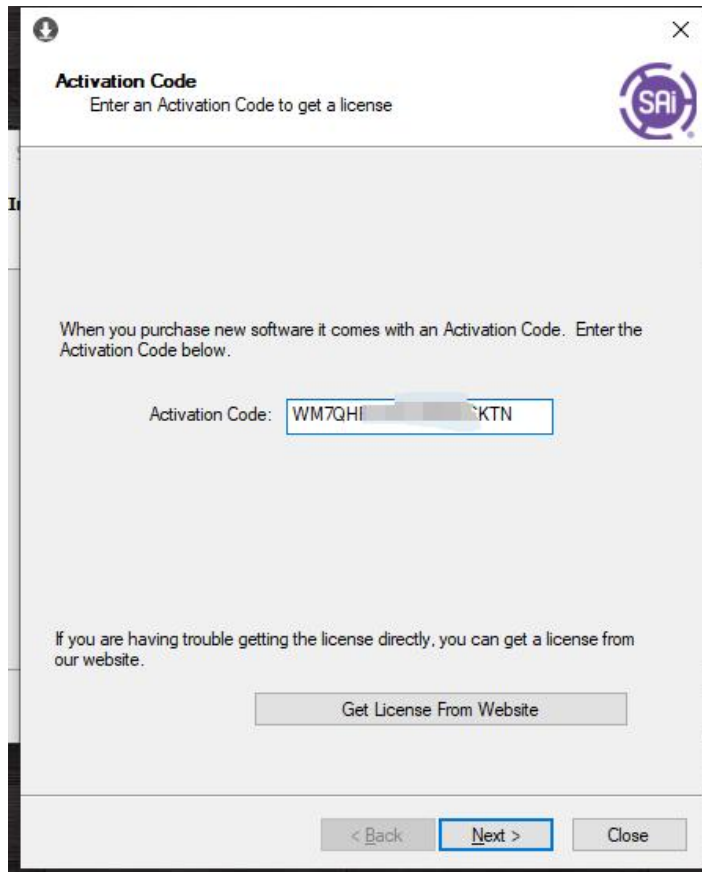 Activation Code
Enter an Activation Code to get a license
SAi
When you purchase new software it comes with an Activation Code. Enter the
Activation Code below.
Activation Code:
If you are having trouble getting the license directly, you can get a license from
our website.
Get License From Website
< Back
Next >
Close